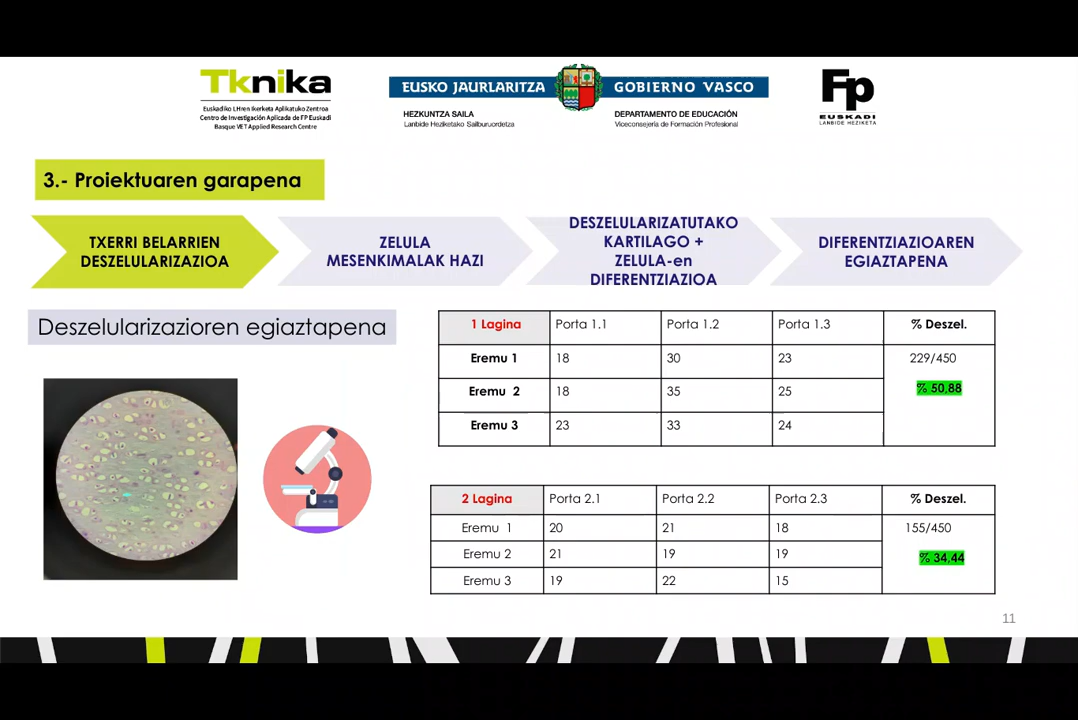 Tknika
Euskadiko LHren Ikerketa Aplikatuko Zentroa
Centro de Investigación Aplicada de FP Euskadi
Basque VET Applied Research Centre
EUSKO JAURLARITZA
GOBIERNO VASCO
HEZKUNTZA SAILA
Lanbide Heziketako Sailburuordetza
DEPARTAMENTO DE EDUCACIÓN
Viceconsejería de Formación Profesional
Fp
EUSKADI
LANBIDE HEZIKETA
3.- Proiektuaren garapena
TXERRI BELARRIEN
DESZELULARIZAZIOA
ZELULA
MESENKIMALAK HAZI
DESZELULARIZATUTAKO
KARTILAGO +
ZELULA-en
DIFERENTZIAZIOA
DIFERENTZIAZIOAREN
EGIAZTAPENA
Deszelularizazioren egiaztapena
1 Lagina Porta 1.1 Porta 1.2 Porta 1.3 % Deszel.
Eremu 1 18 30 23 229/450
Eremu 2 18 35 25 % 50,88
Eremu 3 23 33 24
2 Lagina Porta 2.1 Porta 2.2 Porta 2.3 % Deszel.
Eremu 1 20 21 18 155/450
Eremu 2 21 19 19 % 34,44
Eremu 3 19 22 15
11